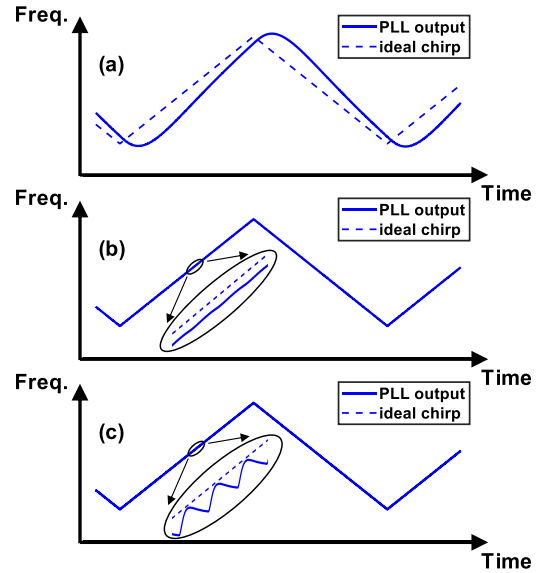 Freq.
PLL output
ideal chirp
(a)
Time
Freq.
PLL output
ideal chirp
(b)
Time
Freq.
PLL output
ideal chirp
(c)
Time